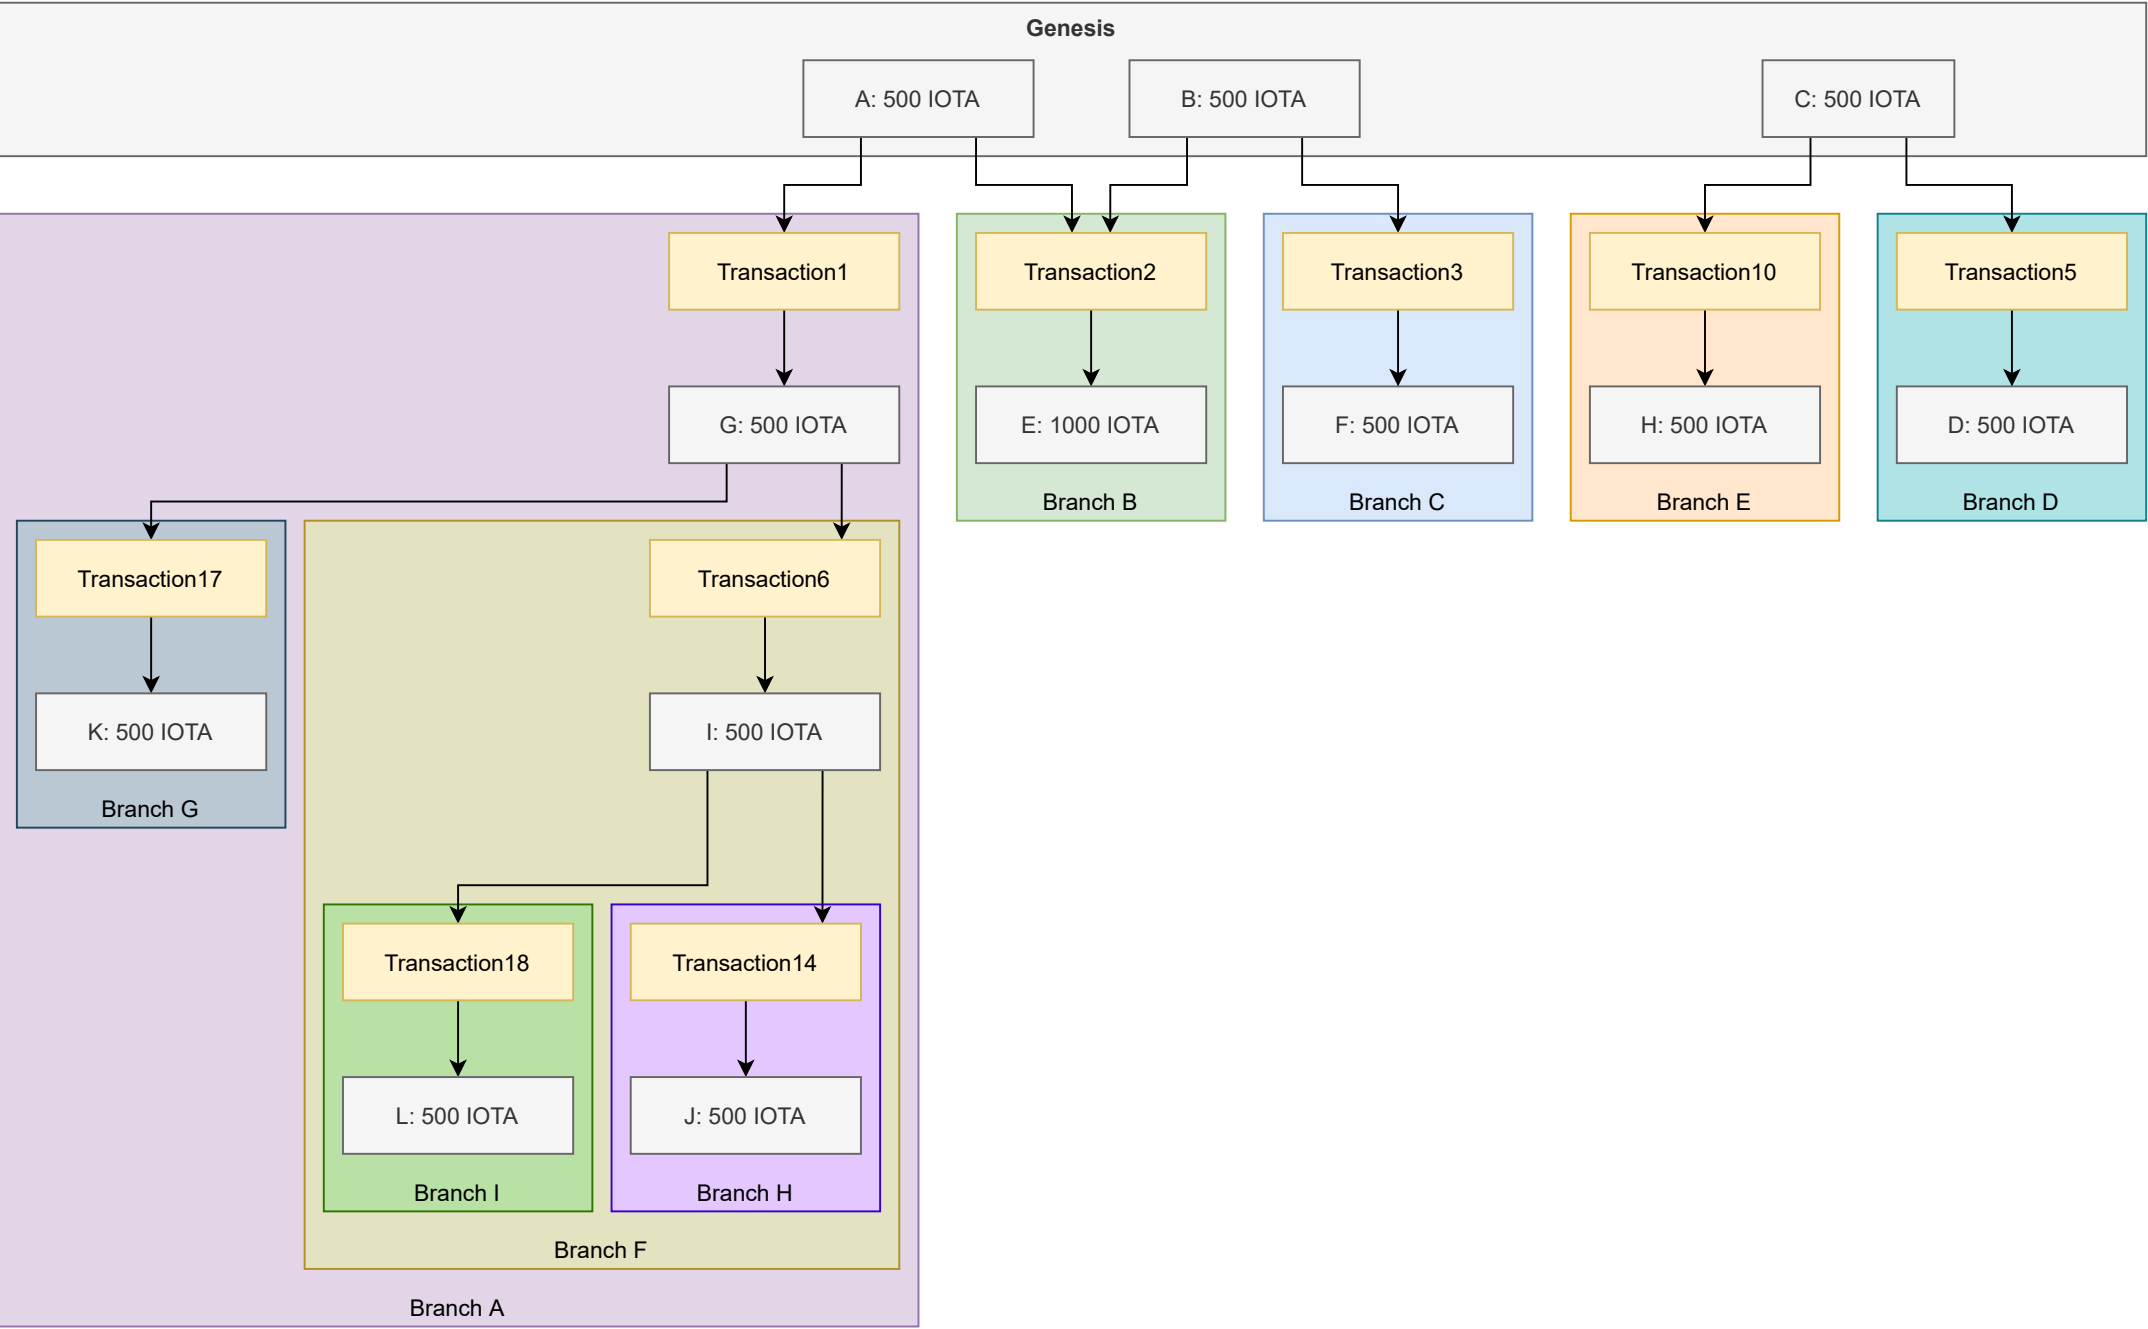 Genesis
A: 500 IOTA
B: 500 IOTA
C: 500 IOTA
Transaction1
Transaction2
Transaction3
Transaction10
Transaction5
G: 500 IOTA
E: 1000 IOTA
F: 500 IOTA
H: 500 IOTA
D: 500 IOTA
Branch B
Branch C
Branch E
Branch D
Transaction17
Transaction6
K: 500 IOTA
I: 500 IOTA
Branch G
Transaction18
Transaction14
L: 500 IOTA
J: 500 IOTA
Branch I
Branch H
Branch F
Branch A